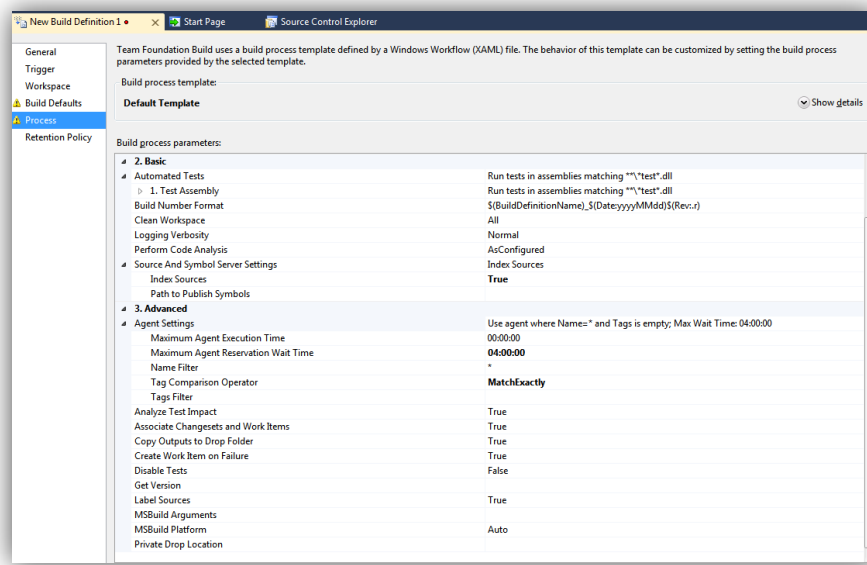 New Build Definition 1
Start Page
Source Control Explorer
General
Trigger
Workspace
Build Defaults
Process
Retention Policy
Team Foundation Build uses a build process template defined by a Windows Workflow (XAML) file. The behavior of this template can be customized by setting the build process
parameters provided by the selected template.
Build process template:
Default Template
Show details
Build process parameters:
2. Basic
Automated Tests Run tests in assemblies matching **\*test*.dll
1. Test Assembly Run tests in assemblies matching **\*test*.dll
Build Number Format $(BuildDefinitionName)_$(Date:yyyyMMdd)$(Rev:.r)
Clean Workspace All
Logging Verbosity Normal
Perform Code Analysis AsConfigured
Source And Symbol Server Settings Index Sources
Index Sources True
Path to Publish Symbols
3. Advanced
Agent Settings Use agent where Name=* and Tags is empty; Max Wait Time: 04:00:00
Maximum Agent Execution Time 00:00:00
Maximum Agent Reservation Wait Time 04:00:00
Name Filter *
Tag Comparison Operator MatchExactly
Tags Filter
Analyze Test Impact True
Associate Changesets and Work Items True
Copy Outputs to Drop Folder True
Create Work Item on Failure True
Disable Tests False
Get Version
Label Sources True
MSBuild Arguments
MSBuild Platform Auto
Private Drop Location